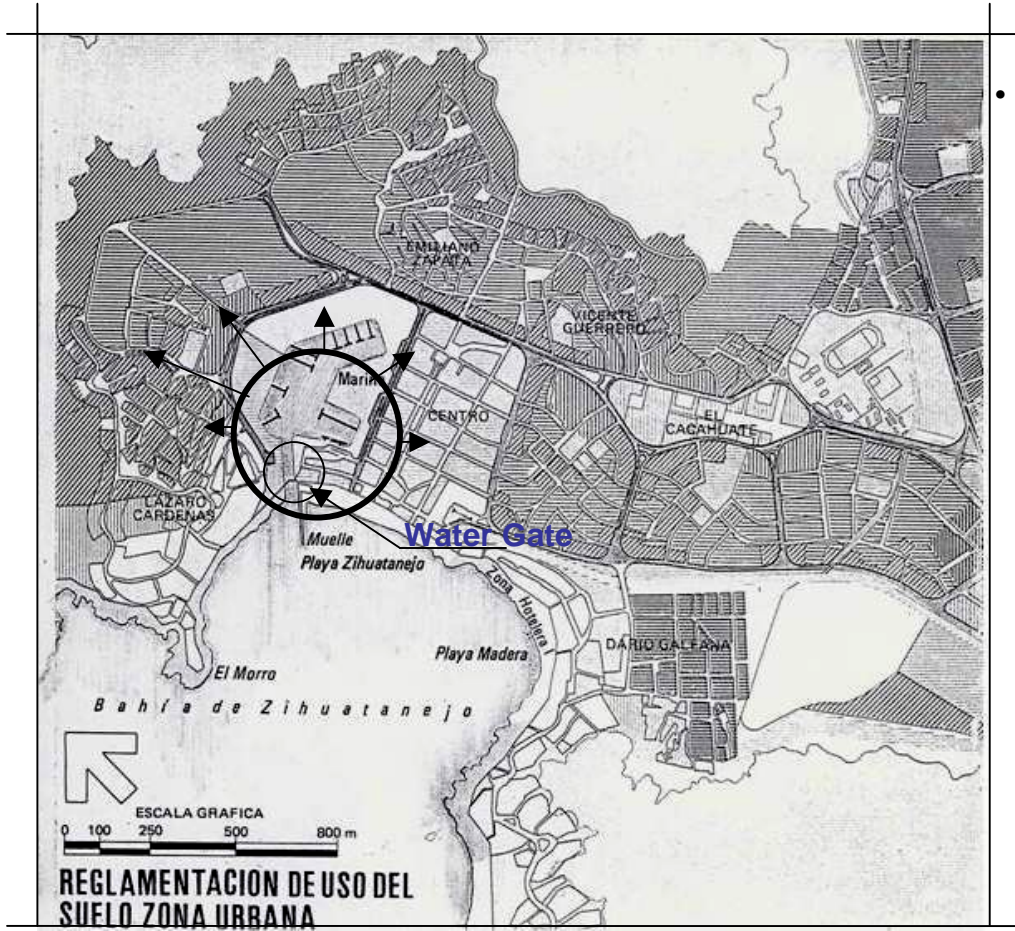 EMILIANO
ZAPATA
VICENTE
GUERRERO
Marin
CENTRO
EL
CACAHUATE
LAZARO
CARDENAS
Water Gate
Muelle
Playa Zihuatanejo
Zona Hotelera I
DARIO GALEANA
Playa Madera
El Morro
Bahía de Zihuatanejo
ESCALA GRAFICA
0 100 250 500 800 m
REGLAMENTACION DE USO DEL
SUELO ZONA URBANA